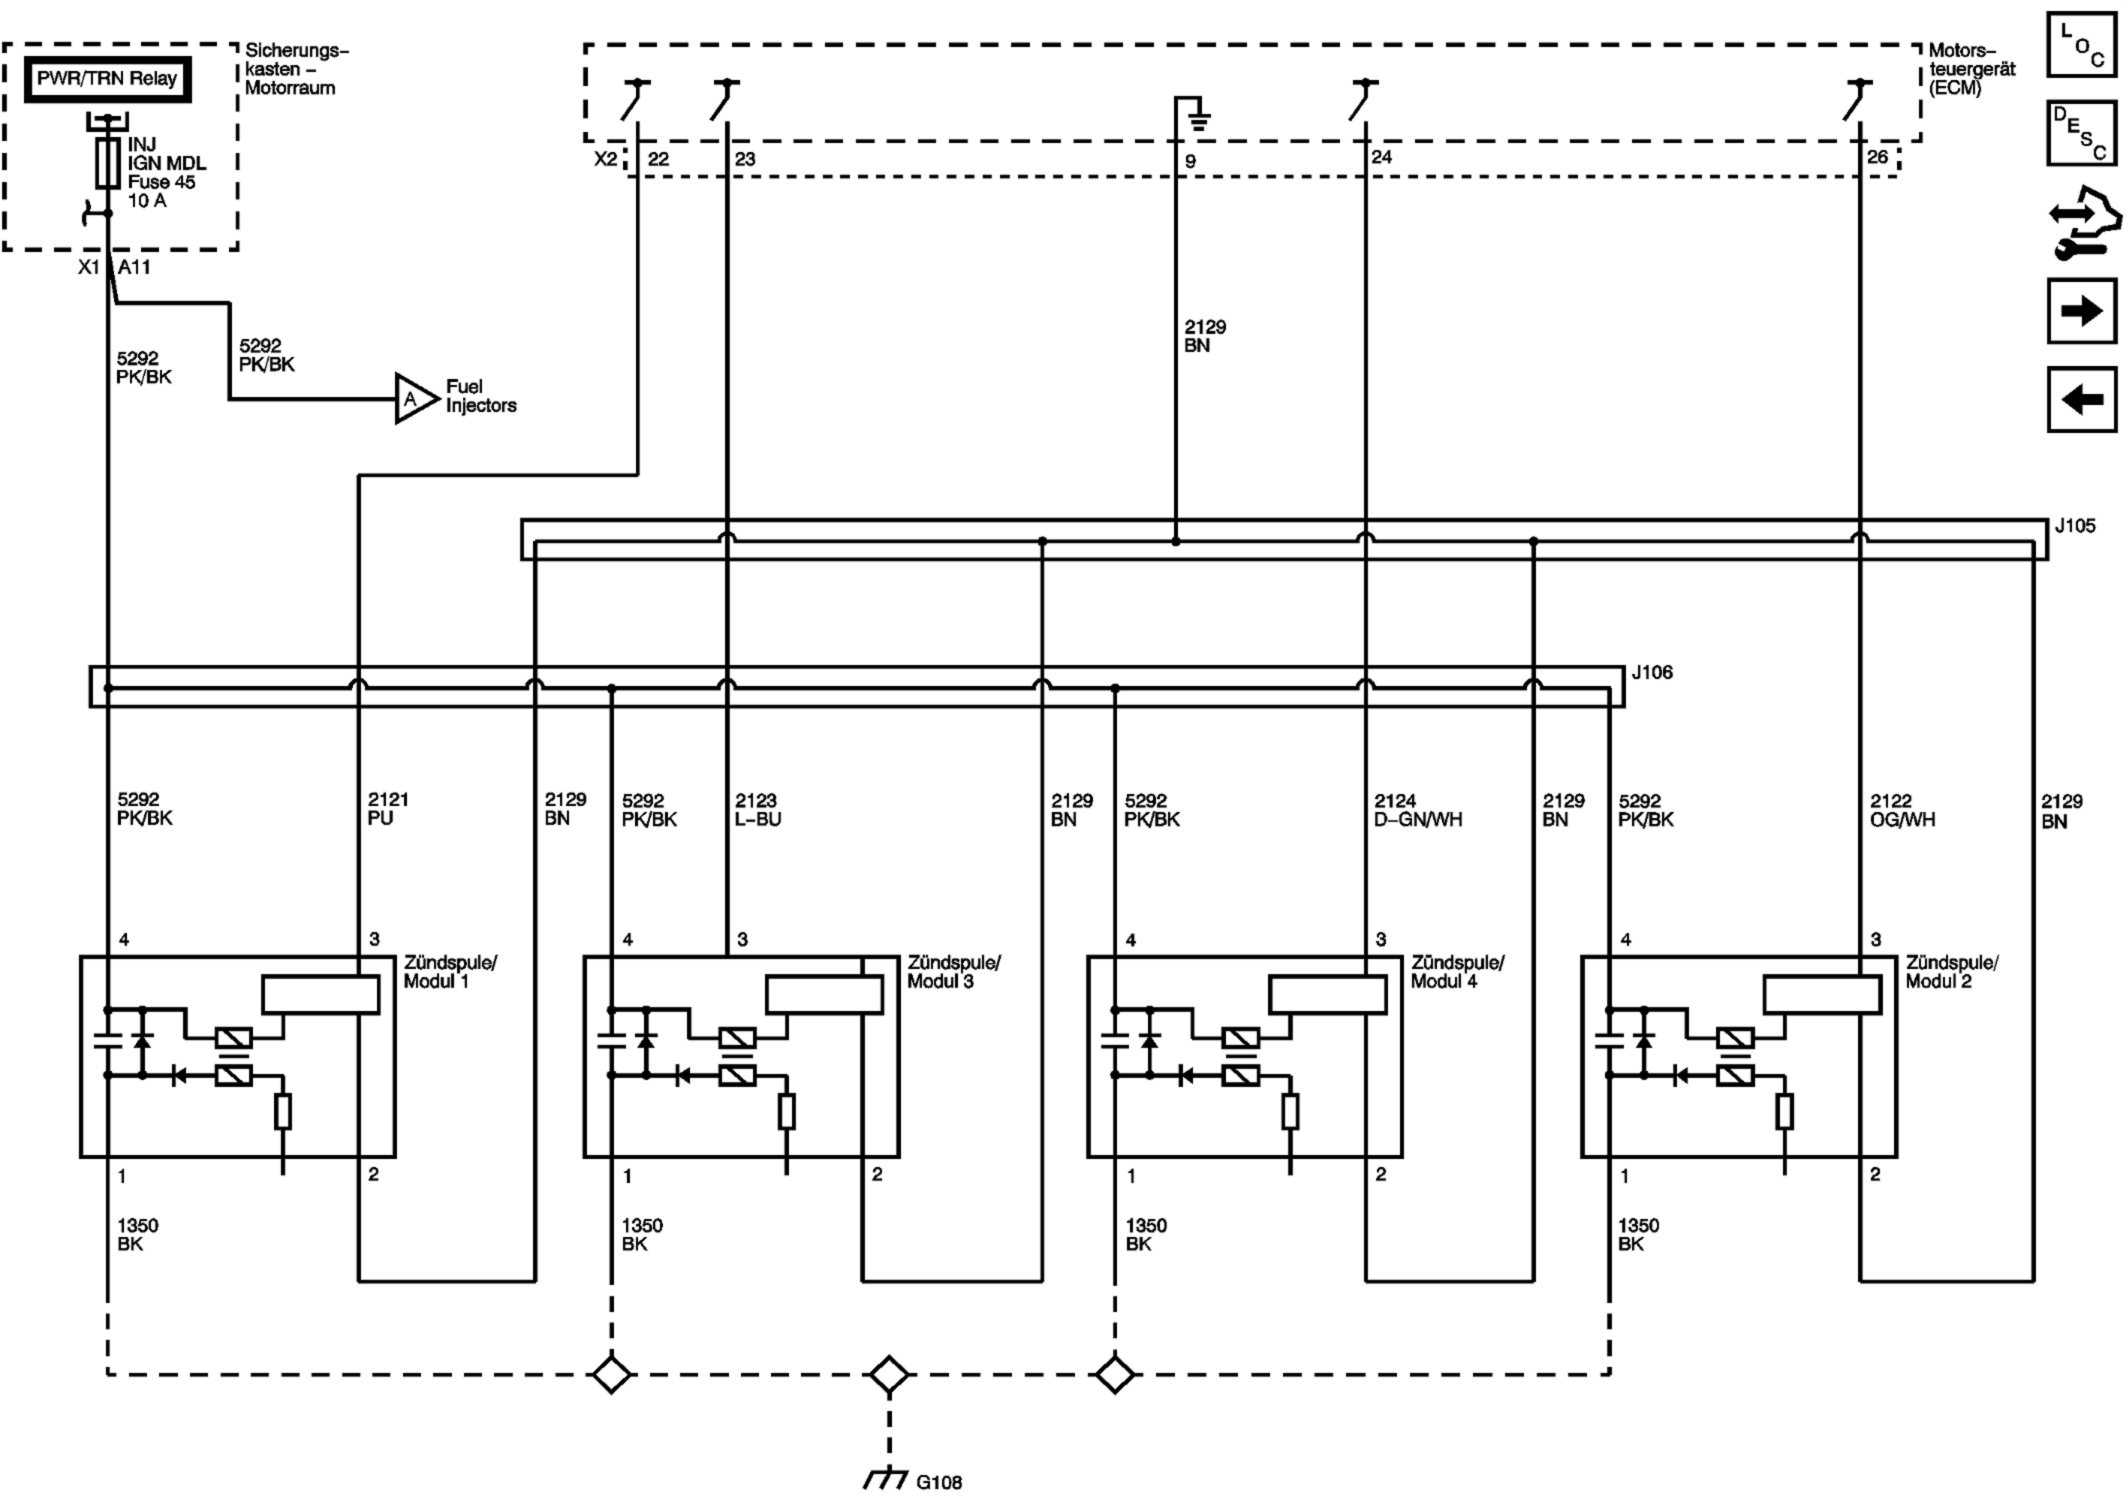 PWR/TRN Relay
Sicherungs-
kasten -
Motorraum
INJ
IGN MDL
Fuse 45
10 A
X1
A11
5292
PK/BK
5292
PK/BK
A
Fuel
Injectors
Motors-
teuergerät
(ECM)
X2
22
23
9
24
26
2129
BN
LOC
DESC
J105
J106
5292
PK/BK
2121
PU
2129
BN
5292
PK/BK
2123
L-BU
2129
BN
5292
PK/BK
2124
D-GN/WH
2129
BN
5292
PK/BK
2122
OG/WH
2129
BN
4
3
Zündspule/
Modul 1
4
3
Zündspule/
Modul 3
4
3
Zündspule/
Modul 4
4
3
Zündspule/
Modul 2
1
2
1
2
1
2
1
2
1350
BK
1350
BK
1350
BK
1350
BK
G108